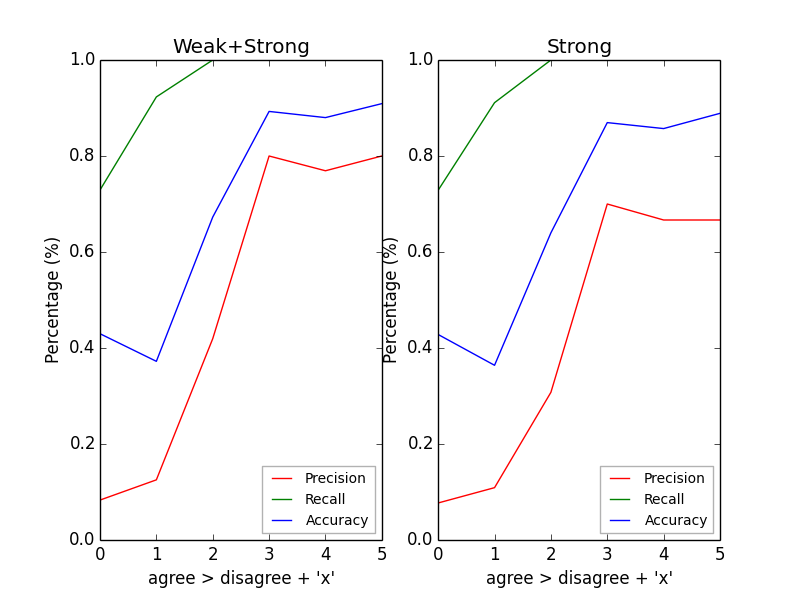 Weak+Strong
Percentage (%)
1.0
0.8
0.6
0.4
0.2
0.0
0 1 2 3 4 5
agree > disagree + 'x'
Precision
Recall
Accuracy
Strong
Percentage (%)
1.0
0.8
0.6
0.4
0.2
0.0
0 1 2 3 4 5
agree > disagree + 'x'
Precision
Recall
Accuracy